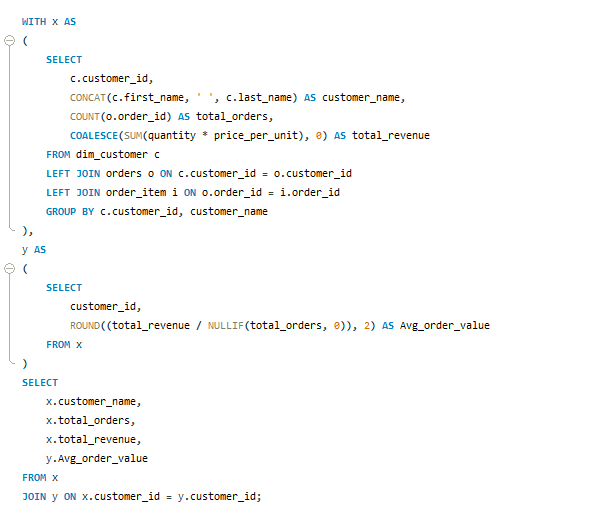 WITH x AS
(
SELECT
c.customer_id,
CONCAT(c.first_name, ' ', c.last_name) AS customer_name,
COUNT(o.order_id) AS total_orders,
COALESCE(SUM(quantity * price_per_unit), 0) AS total_revenue
FROM dim_customer c
LEFT JOIN orders o ON c.customer_id = o.customer_id
LEFT JOIN order_item i ON o.order_id = i.order_id
GROUP BY c.customer_id, customer_name
),
y AS
(
SELECT
customer_id,
ROUND((total_revenue / NULLIF(total_orders, 0)), 2) AS Avg_order_value
FROM x
)
SELECT
x.customer_name,
x.total_orders,
x.total_revenue,
y.Avg_order_value
FROM x
JOIN y ON x.customer_id = y.customer_id;